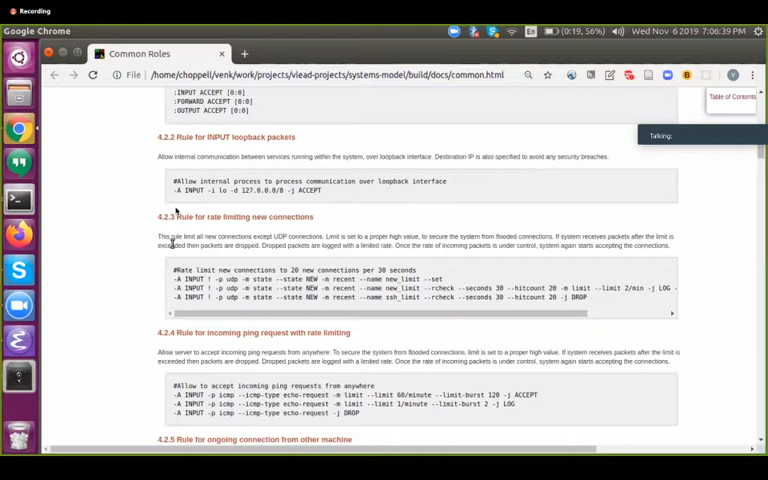 Recording
Google Chrome
En
(0:19, 56%)
Wed Nov 6 2019 7:06:39 PM
Common Roles
File
/home/choppell/venk/work/projects/vlead-projects/systems-model/build/docs/common.html
:INPUT ACCEPT [0:0]
:FORWARD ACCEPT [0:0]
:OUTPUT ACCEPT [0:0]
Table of Contents
Talking:
4.2.2 Rule for INPUT loopback packets
Allow internal communication between services running within the system, over loopback interface. Destination IP is also specified to avoid any security breaches.
#Allow internal process to process communication over loopback interface
-A INPUT -i lo -d 127.0.0.0/8 -j ACCEPT
4.2.3 Rule for rate limiting new connections
This rule limit all new connections except UDP connections. Limit is set to a proper high value, to secure the system from flooded connections. If system receives packets after the limit is
exceeded then packets are dropped. Dropped packets are logged with a limited rate. Once the rate of incoming packets is under control, system again starts accepting the connections.
#Rate limit new connections to 20 new connections per 30 seconds
-A INPUT ! -p udp -m state --state NEW -m recent --name new_limit --set
-A INPUT ! -p udp -m state --state NEW -m recent --name new_limit --rcheck --seconds 30 --hitcount 20 -m limit --limit 2/min -j LOG -
-A INPUT ! -p udp -m state --state NEW -m recent --name ssh_limit --rcheck --seconds 30 --hitcount 20 -j DROP
4.2.4 Rule for incoming ping request with rate limiting
Allow server to accept incoming ping requests from anywhere. To secure the system from flooded connections, limit is set to a proper high value. If system receives packets after the limit is
exceeded then packets are dropped. Dropped packets are logged with a limited rate. Once the rate of incoming packets is under control, system again starts accepting the connections.
#Allow to accept incoming ping requests from anywhere
-A INPUT -p icmp --icmp-type echo-request -m limit --limit 60/minute --limit-burst 120 -j ACCEPT
-A INPUT -p icmp --icmp-type echo-request -m limit --limit 1/minute --limit-burst 2 -j LOG
-A INPUT -p icmp --icmp-type echo-request -j DROP
4.2.5 Rule for ongoing connection from other machine